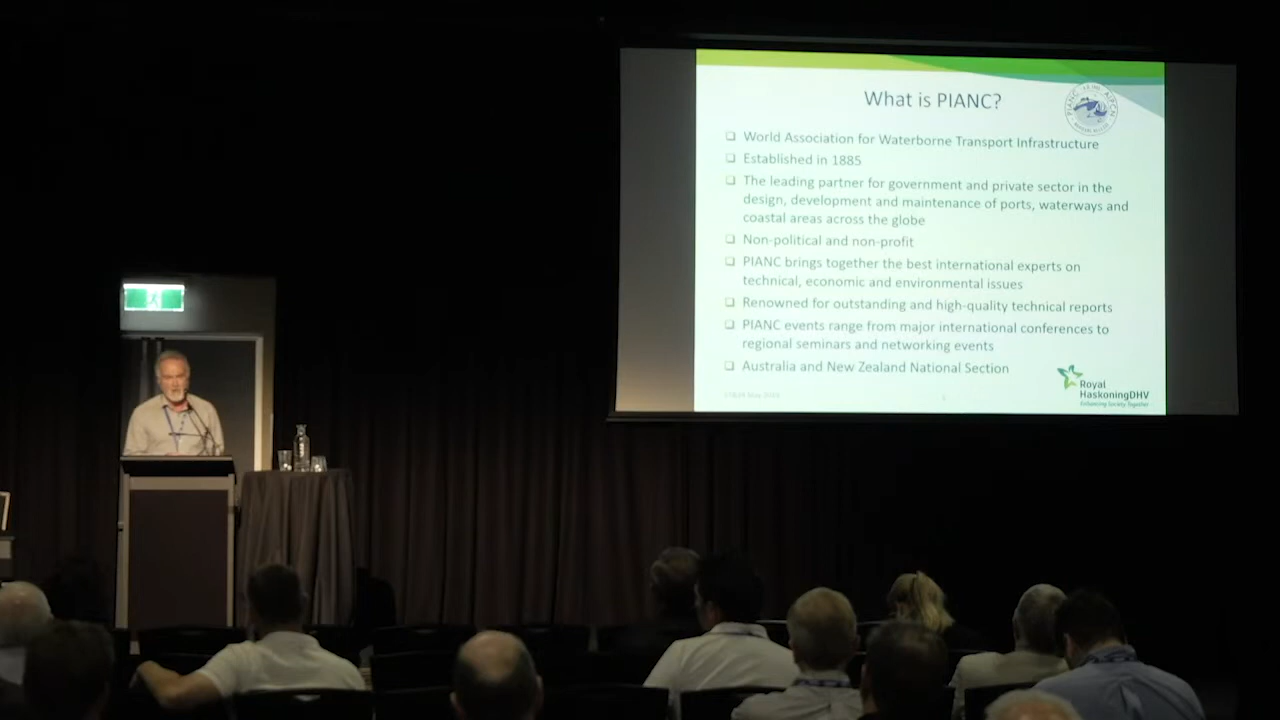 What is PIANC?
World Association for Waterborne Transport Infrastructure
Established in 1885
The leading partner for government and private sector in the
design, development and maintenance of ports, waterways and
coastal areas across the globe
Non-political and non-profit
PIANC brings together the best international experts on
technical, economic and environmental issues
Renowned for outstanding and high-quality technical reports
PIANC events range from major international conferences to
regional seminars and networking events
Australia and New Zealand National Section
Royal
HaskoningDHV
Enhancing Society Together